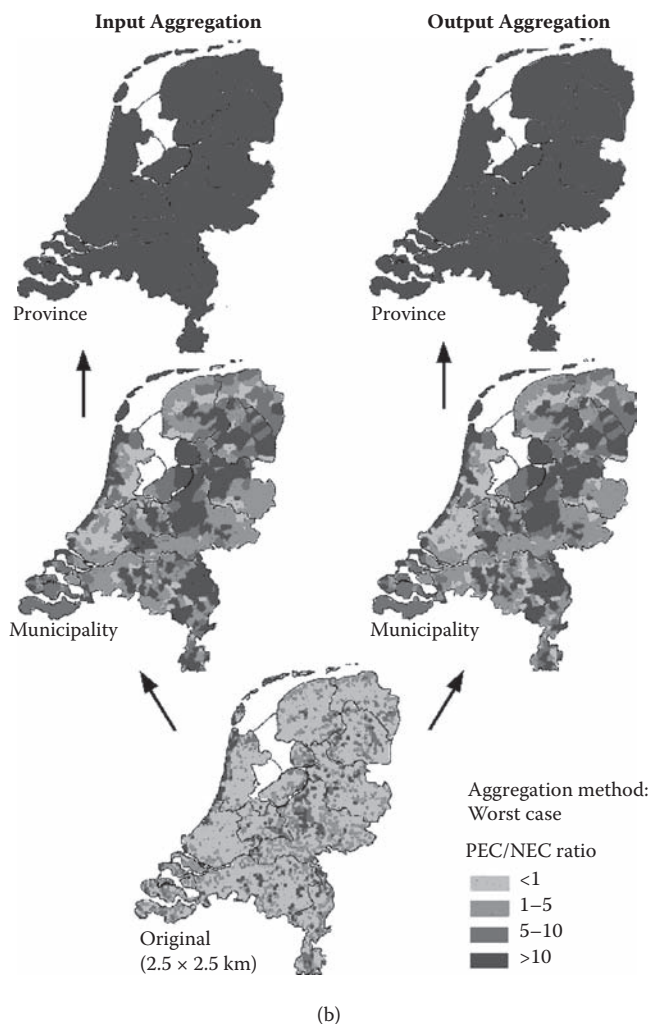 Input Aggregation
Output Aggregation
Province
Province
Municipality
Municipality
Original
(2.5 × 2.5 km)
Aggregation method:
Worst case
PEC/NEC ratio
<1
1–5
5–10
>10
(b)